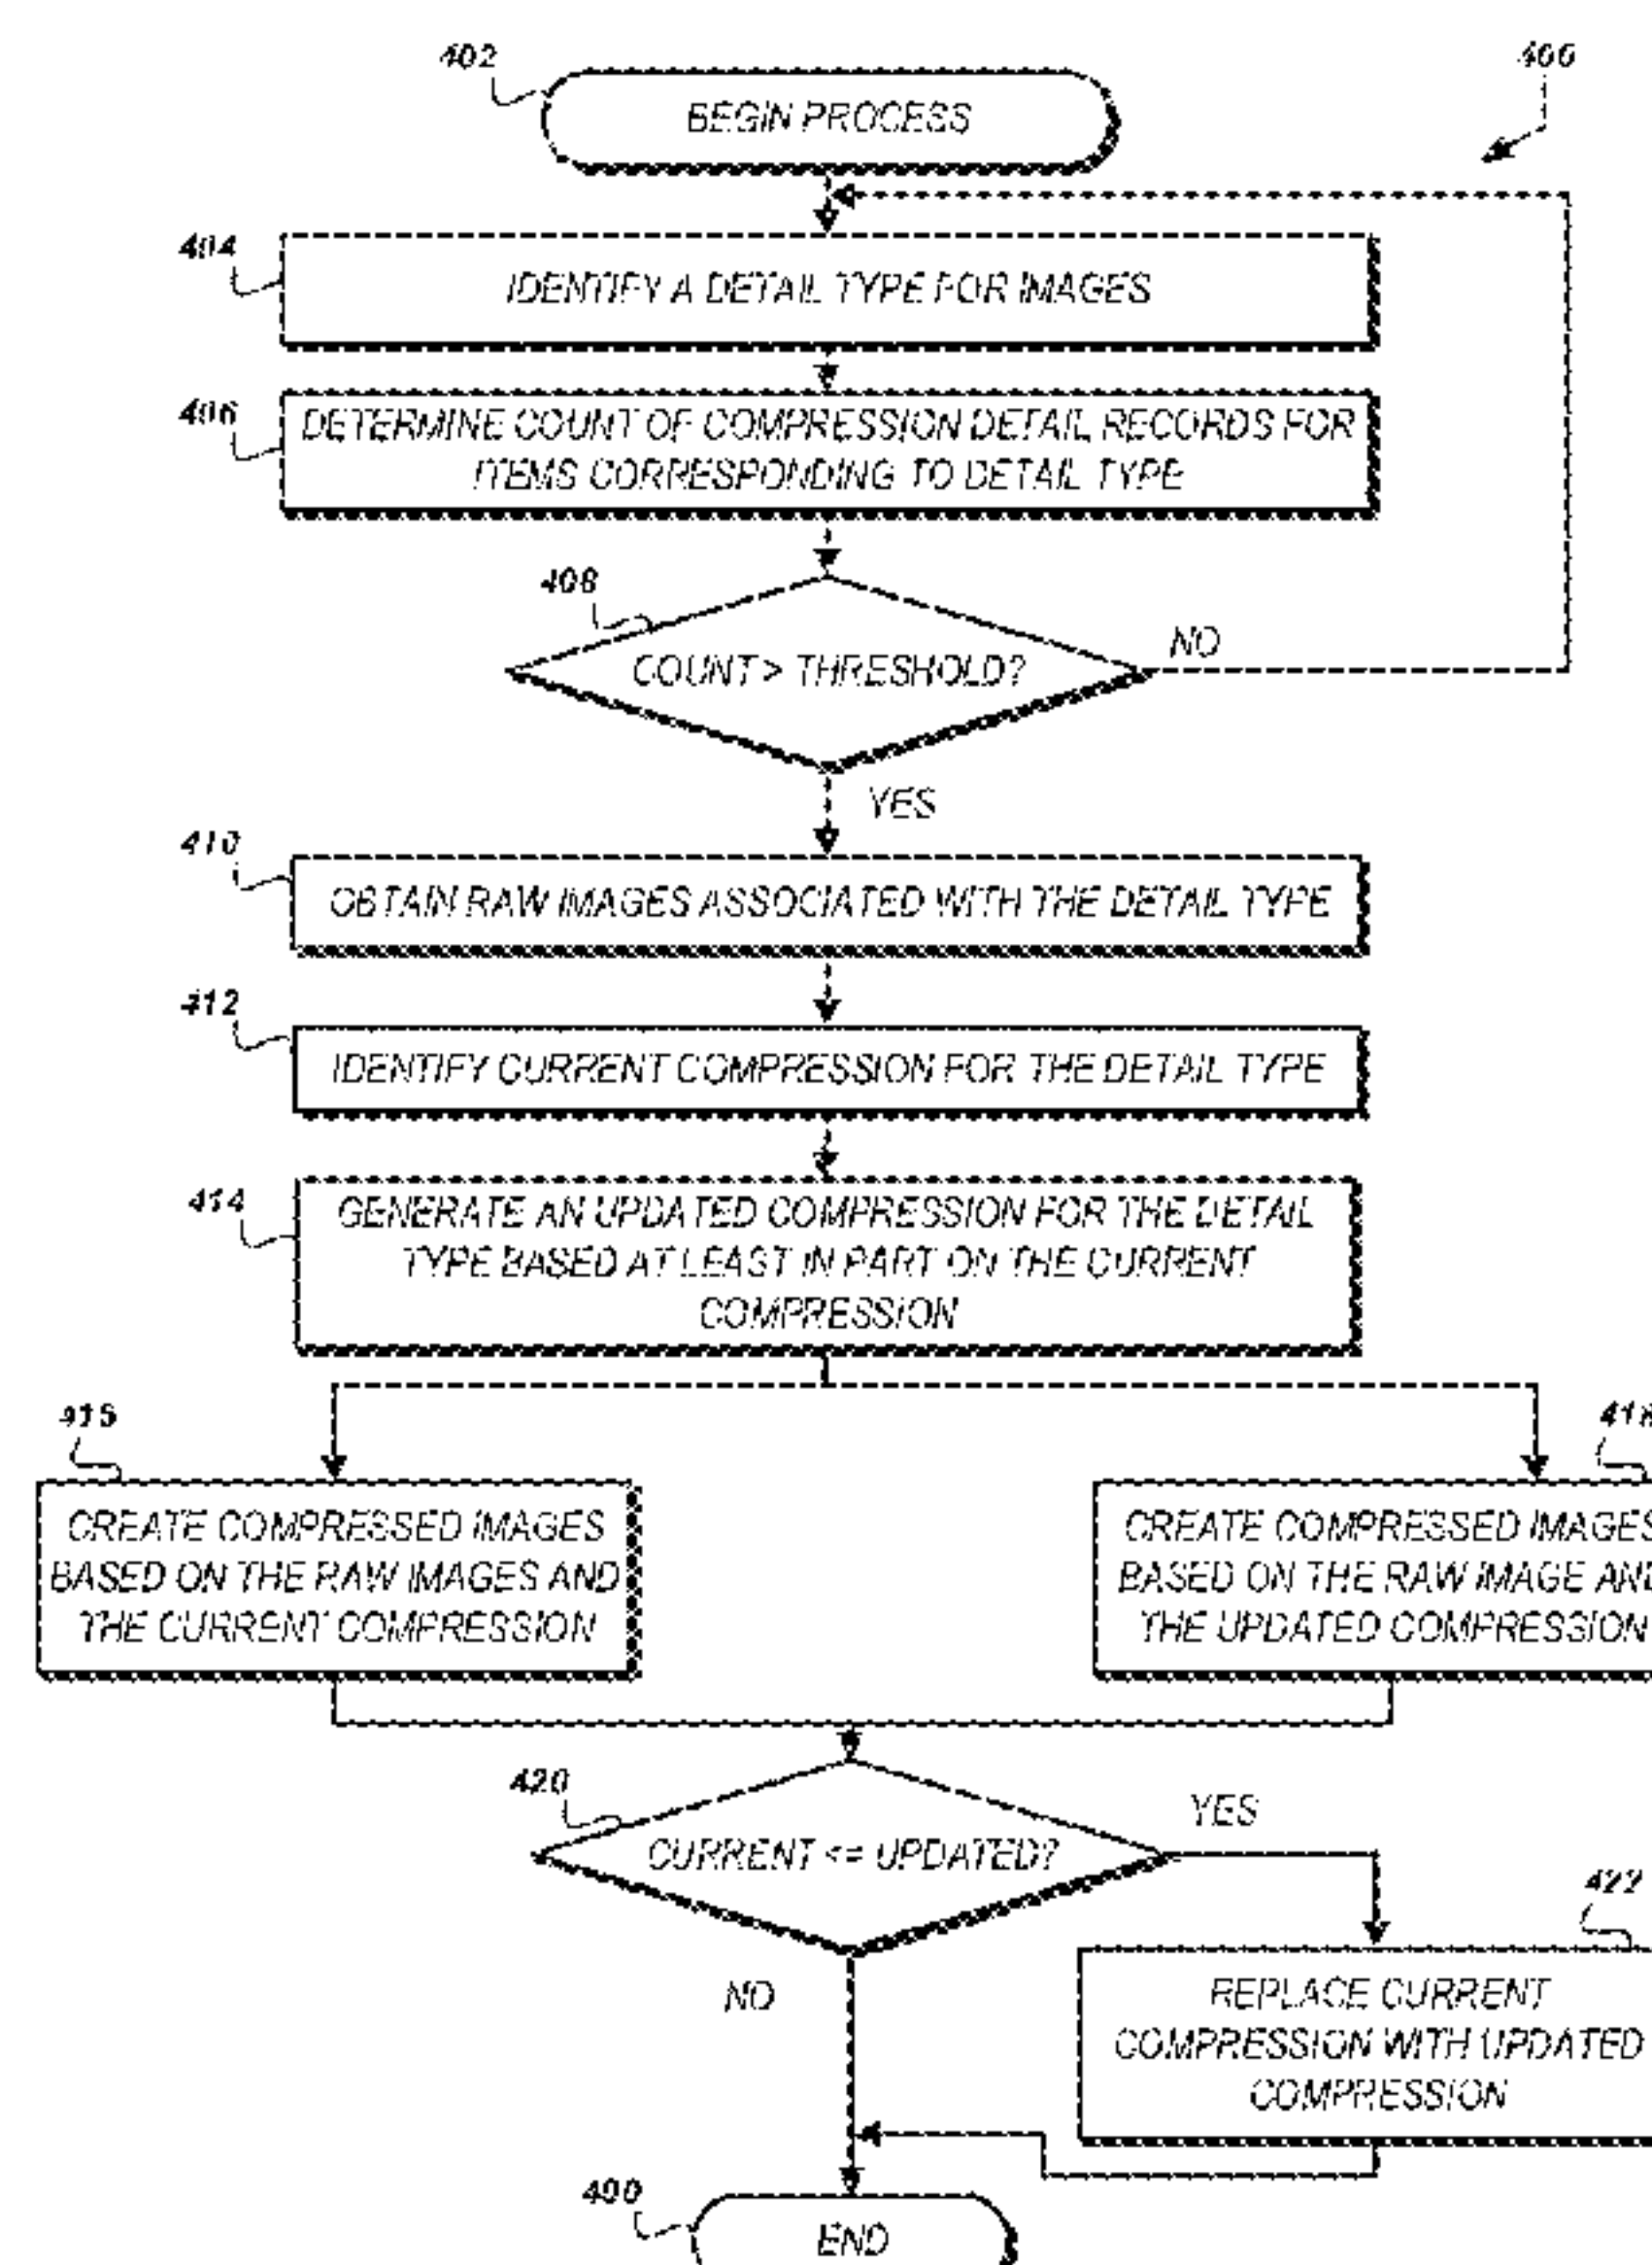 402
400
BEGIN PROCESS
404
IDENTIFY A DETAIL TYPE FOR IMAGES
406
DETERMINE COUNT OF COMPRESSION DETAIL RECORDS FOR
ITEMS CORRESPONDING TO DETAIL TYPE
408
COUNT > THRESHOLD?
NO
YES
410
OBTAIN RAW IMAGES ASSOCIATED WITH THE DETAIL TYPE
412
IDENTIFY CURRENT COMPRESSION FOR THE DETAIL TYPE
414
GENERATE AN UPDATED COMPRESSION FOR THE DETAIL
TYPE BASED AT LEAST IN PART ON THE CURRENT
COMPRESSION
CREATE COMPRESSED IMAGES
BASED ON THE RAW IMAGES AND
THE CURRENT COMPRESSION
CREATE COMPRESSED IMAGES
BASED ON THE RAW IMAGE AND
THE UPDATED COMPRESSION
420
CURRENT <= UPDATED?
YES
NO
422
REPLACE CURRENT
COMPRESSION WITH UPDATED
COMPRESSION
490
END